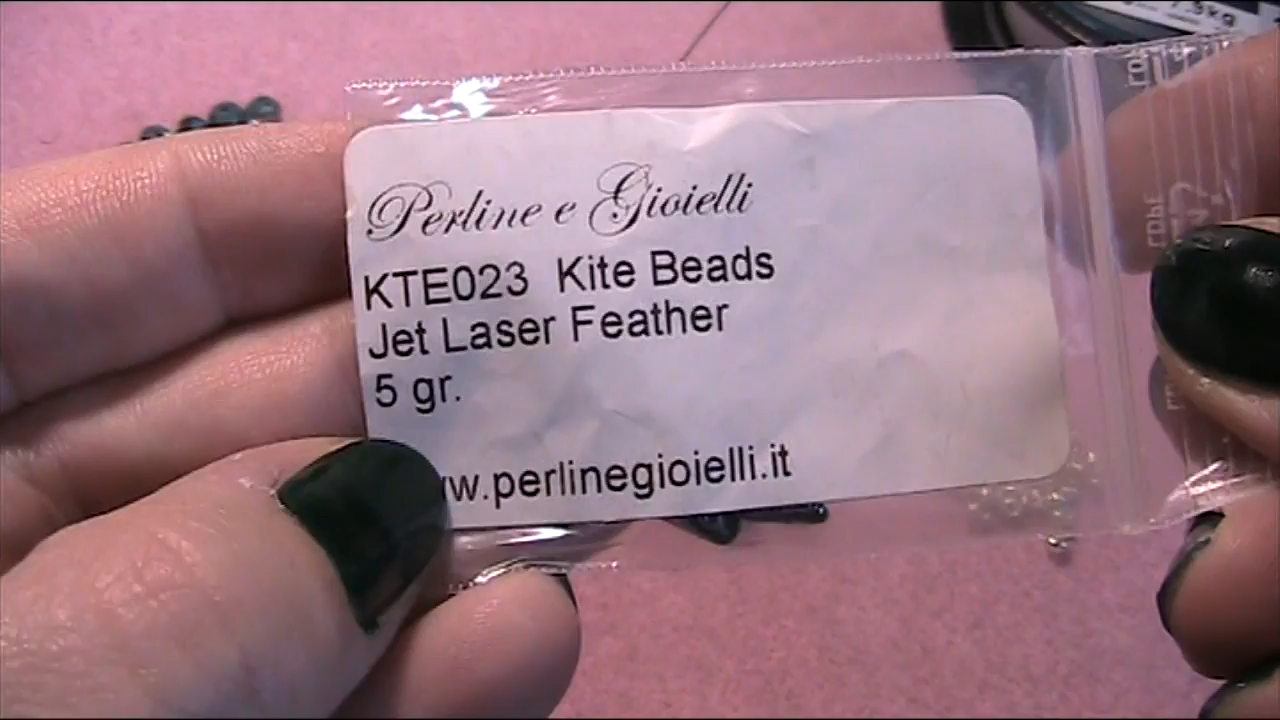 Perline e Gioielli
KTE023 Kite Beads
Jet Laser Feather
5 gr.
w.perlinegioielli.it